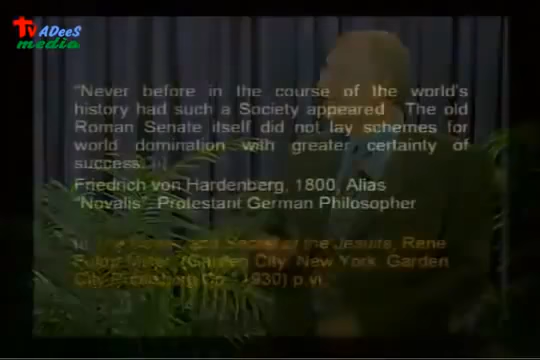 TV ADeeS
media
"Never before in the course of the world's
history had such a Society appeared The old
Roman Senate itself did not lay schemes for
world domination with greater certainty of
success.
Friedrich von Hardenberg, 1800, Alias
"Novalis" Protestant German Philosopher
and Secret of the Jesuits, Rene
(Garden City, New York Garden
City 1930) p.vi